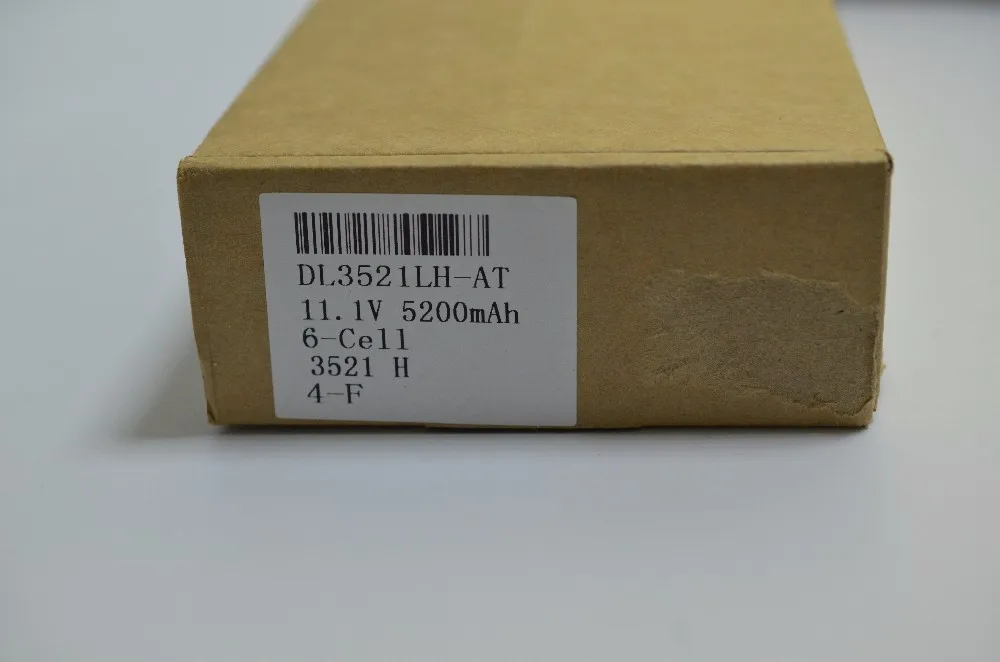 DL3521LH-AT
11.1V 5200mAh
6-Cell
3521 H
4-F